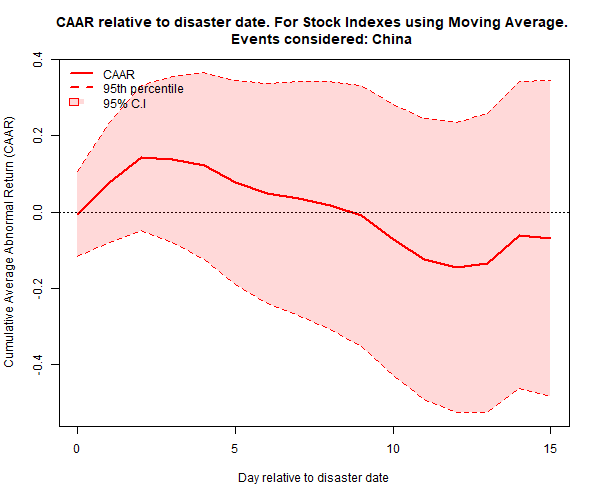 CAAR relative to disaster date. For Stock Indexes using Moving Average.
Events considered: China
CAAR
95th percentile
95% C.I
Cumulative Average Abnormal Return (CAAR)
0.4
0.2
0.0
-0.2
-0.4
0 5 10 15
Day relative to disaster date